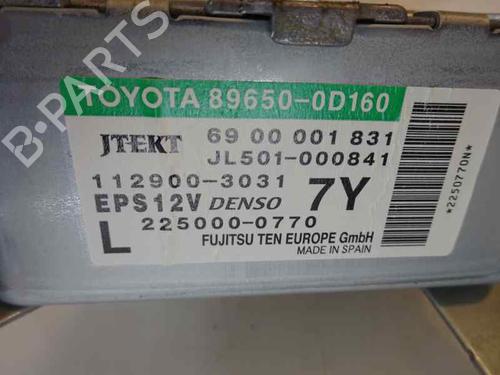 B-PARTS
TOYOTA 89650-0D160
JTEKT 69 00 001 831
JL501-000841
112900-3031 7Y
EPS12V DENSO
L 225000-0770
FUJITSU TEN EUROPE GmbH
MADE IN SPAIN
*2250770N*